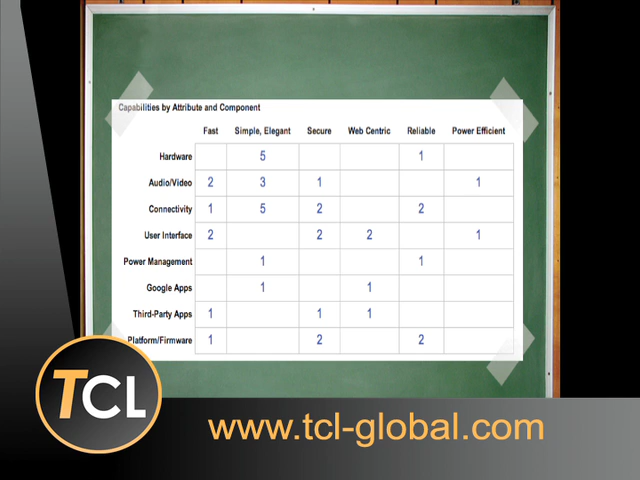 Capabilities by Attribute and Component
Fast Simple, Elegant Secure Web Centric Reliable Power Efficient
Hardware 5 1
Audio/Video 2 3 1 1
Connectivity 1 5 2 2
User Interface 2 2 2 1
Power Management 1 1
Google Apps 1 1
Third-Party Apps 1 1 1
Platform/Firmware 1 2 2
TCL
www.tcl-global.com